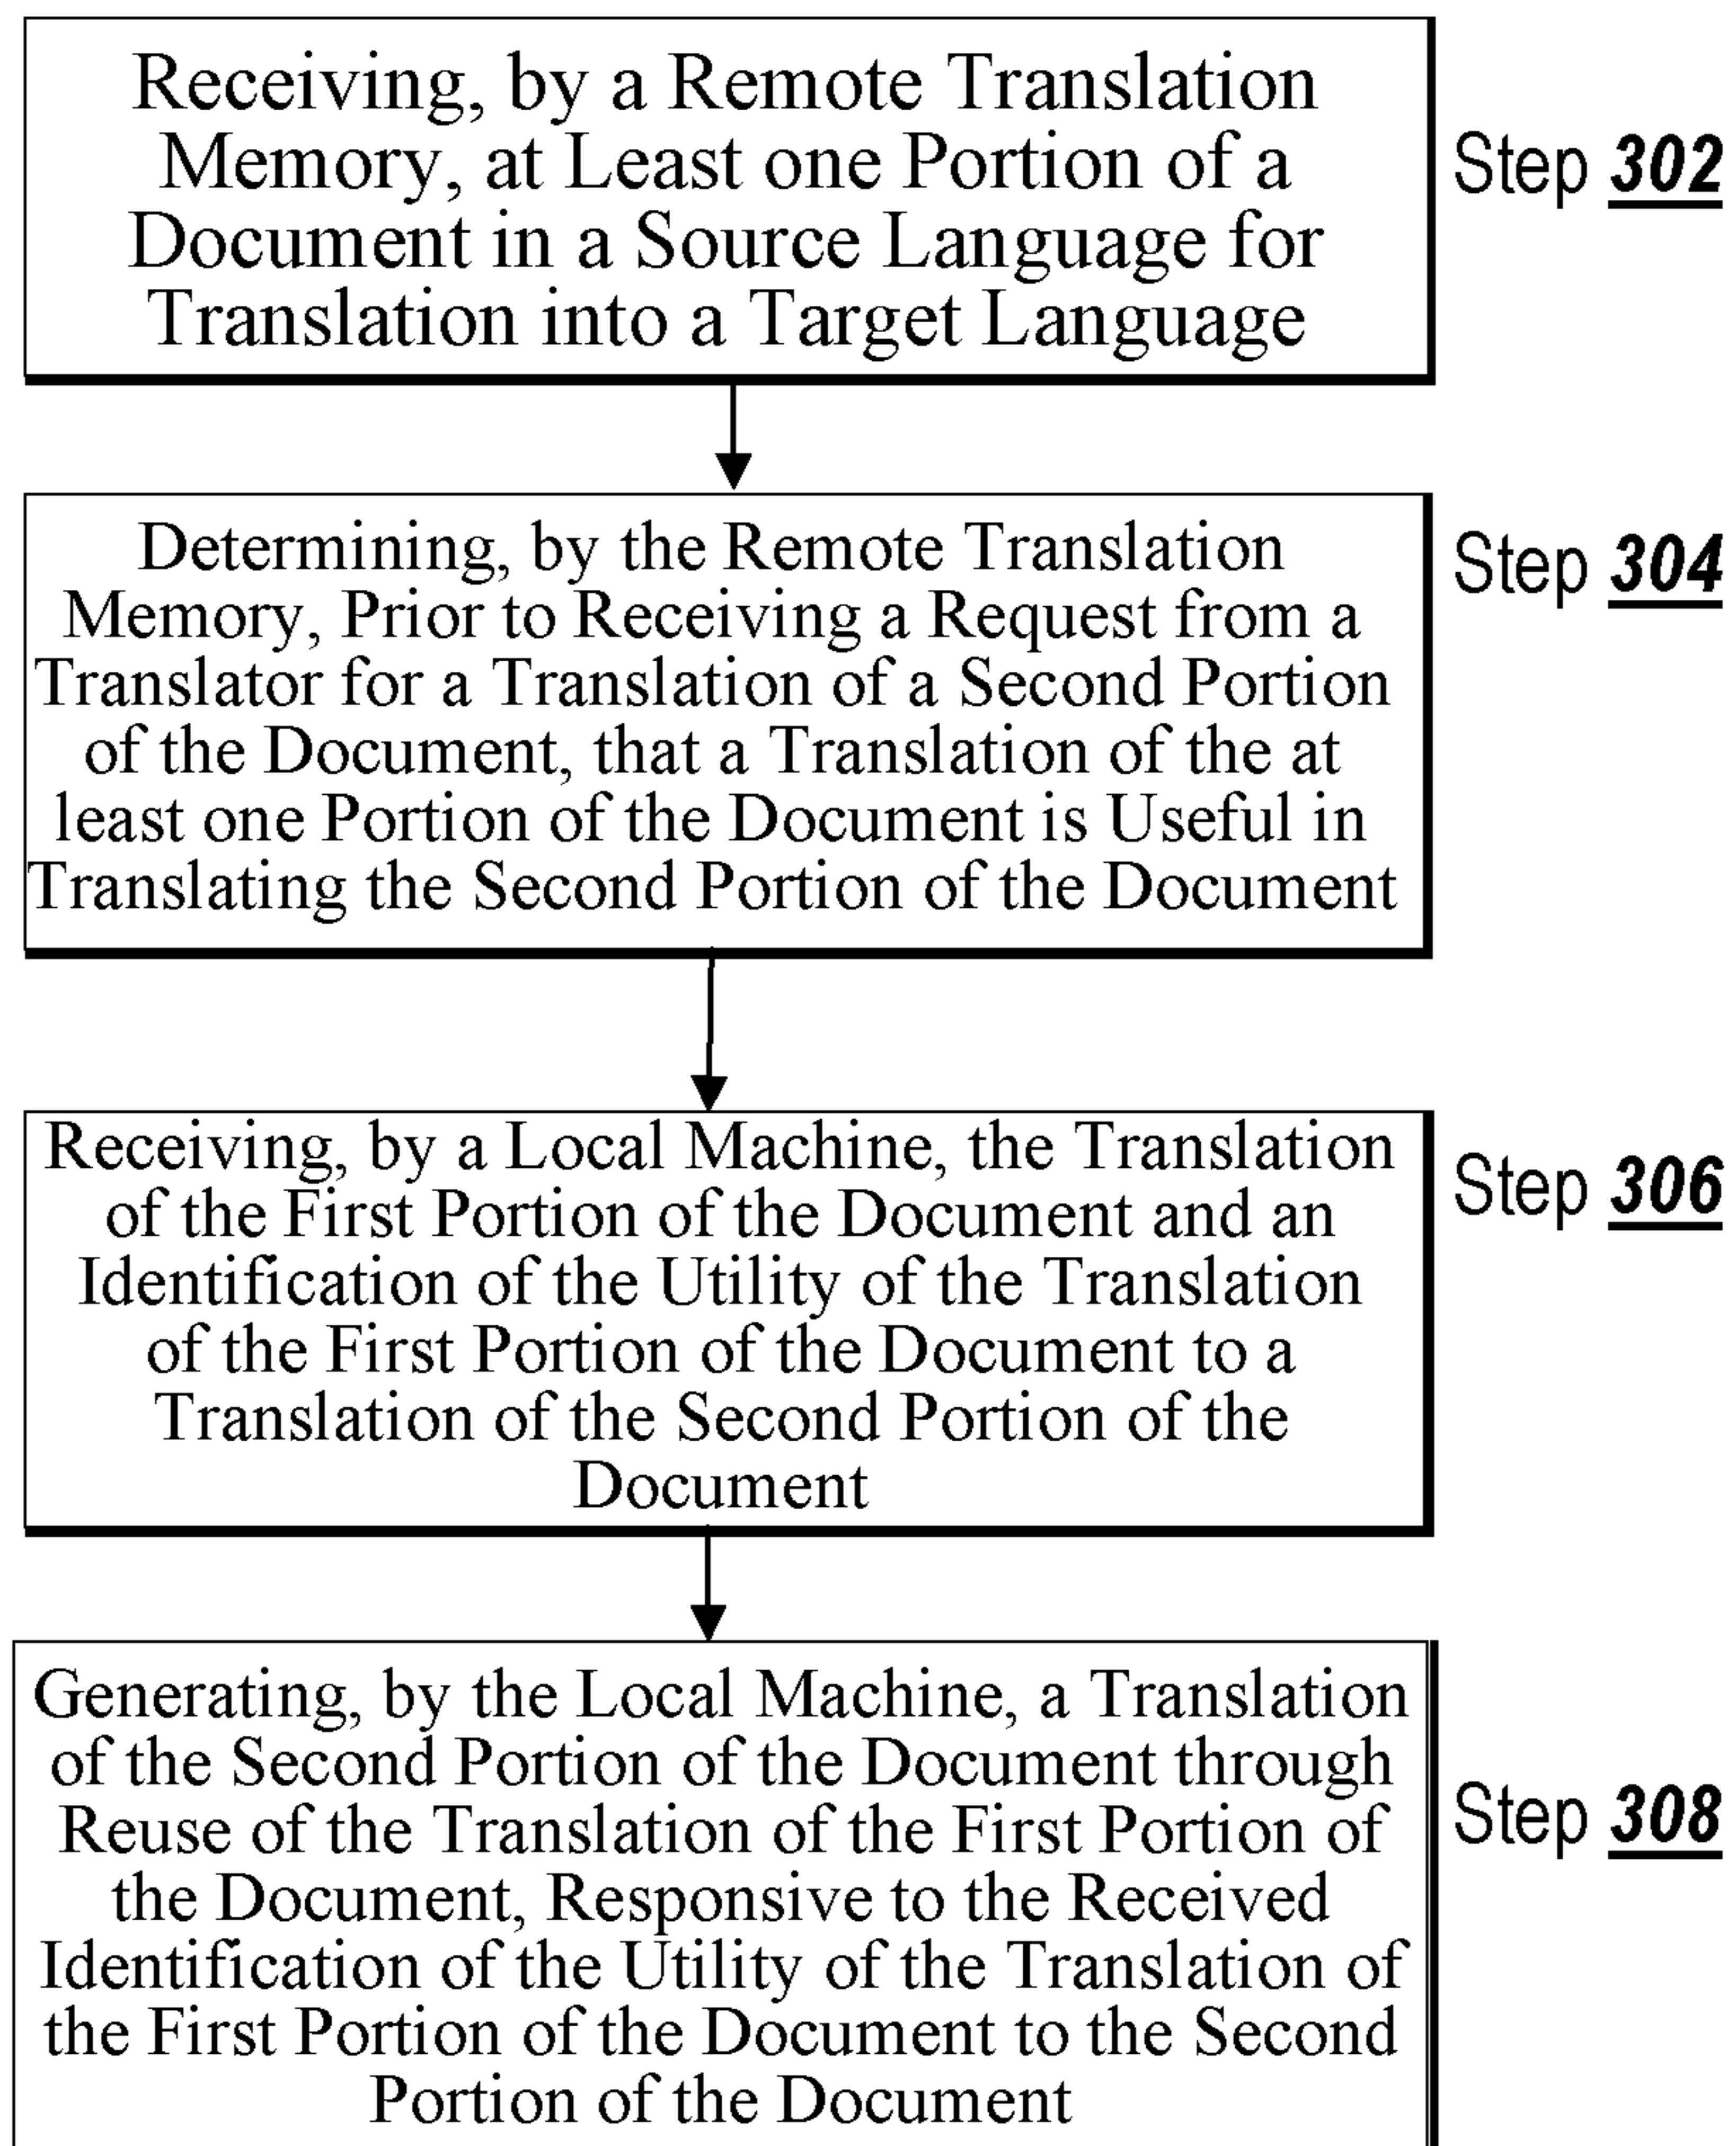 Receiving, by a Remote Translation
Memory, at Least one Portion of a
Document in a Source Language for
Translation into a Target Language
Step 302
Determining, by the Remote Translation
Memory, Prior to Receiving a Request from a
Translator for a Translation of a Second Portion
of the Document, that a Translation of the at
least one Portion of the Document is Useful in
Translating the Second Portion of the Document
Step 304
Receiving, by a Local Machine, the Translation
of the First Portion of the Document and an
Identification of the Utility of the Translation
of the First Portion of the Document to a
Translation of the Second Portion of the
Document
Step 306
Generating, by the Local Machine, a Translation
of the Second Portion of the Document through
Reuse of the Translation of the First Portion of
the Document, Responsive to the Received
Identification of the Utility of the Translation of
the First Portion of the Document to the Second
Portion of the Document
Step 308